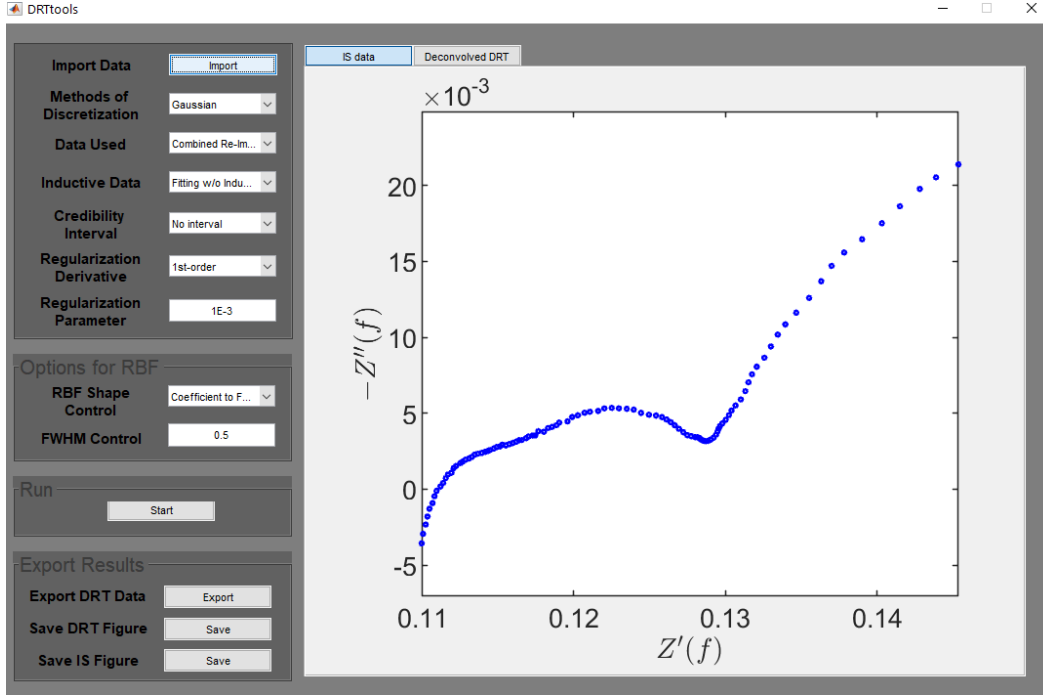 DRTtools
Import Data
Import
Methods of
Discretization
Gaussian
Data Used
Combined Re-Im...
Inductive Data
Fitting w/o Indu...
Credibility
Interval
No interval
Regularization
Derivative
1st-order
Regularization
Parameter
1E-3
Options for RBF
RBF Shape
Control
Coefficient to F...
FWHM Control
0.5
Run
Start
Export Results
Export DRT Data
Export
Save DRT Figure
Save
Save IS Figure
Save
IS data
Deconvolved DRT
×10⁻³
20
15
10
5
0
-5
−Z′′(f)
0.11
0.12
0.13
0.14
Z′(f)